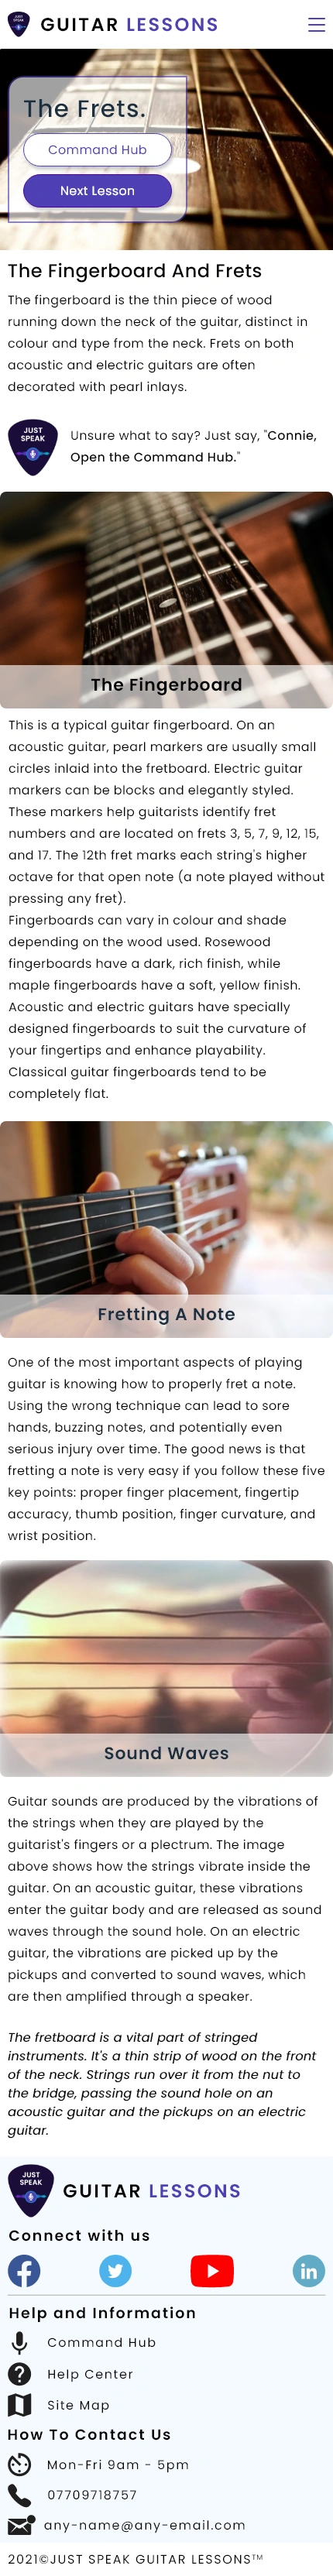 JUST
SPEAK
GUITAR LESSONS
The Frets.
Command Hub
Next Lesson
The Fingerboard And Frets
The fingerboard is the thin piece of wood
running down the neck of the guitar, distinct in
colour and type from the neck. Frets on both
acoustic and electric guitars are often
decorated with pearl inlays.
JUST
SPEAK
Unsure what to say? Just say, "Connie,
Open the Command Hub."
The Fingerboard
This is a typical guitar fingerboard. On an
acoustic guitar, pearl markers are usually small
circles inlaid into the fretboard. Electric guitar
markers can be blocks and elegantly styled.
These markers help guitarists identify fret
numbers and are located on frets 3, 5, 7, 9, 12, 15,
and 17. The 12th fret marks each string's higher
octave for that open note (a note played without
pressing any fret).
Fingerboards can vary in colour and shade
depending on the wood used. Rosewood
fingerboards have a dark, rich finish, while
maple fingerboards have a soft, yellow finish.
Acoustic and electric guitars have specially
designed fingerboards to suit the curvature of
your fingertips and enhance playability.
Classical guitar fingerboards tend to be
completely flat.
Fretting A Note
One of the most important aspects of playing
guitar is knowing how to properly fret a note.
Using the wrong technique can lead to sore
hands, buzzing notes, and potentially even
serious injury over time. The good news is that
fretting a note is very easy if you follow these five
key points: proper finger placement, fingertip
accuracy, thumb position, finger curvature, and
wrist position.
Sound Waves
Guitar sounds are produced by the vibrations of
the strings when they are played by the
guitarist's fingers or a plectrum. The image
above shows how the strings vibrate inside the
guitar. On an acoustic guitar, these vibrations
enter the guitar body and are released as sound
waves through the sound hole. On an electric
guitar, the vibrations are picked up by the
pickups and converted to sound waves, which
are then amplified through a speaker.
The fretboard is a vital part of stringed
instruments. It's a thin strip of wood on the front
of the neck. Strings run over it from the nut to
the bridge, passing the sound hole on an
acoustic guitar and the pickups on an electric
guitar.
JUST
SPEAK
GUITAR LESSONS
Connect with us
Help and Information
Command Hub
Help Center
Site Map
How To Contact Us
Mon-Fri 9am - 5pm
07709718757
any-name@any-email.com
2021©JUST SPEAK GUITAR LESSONS™